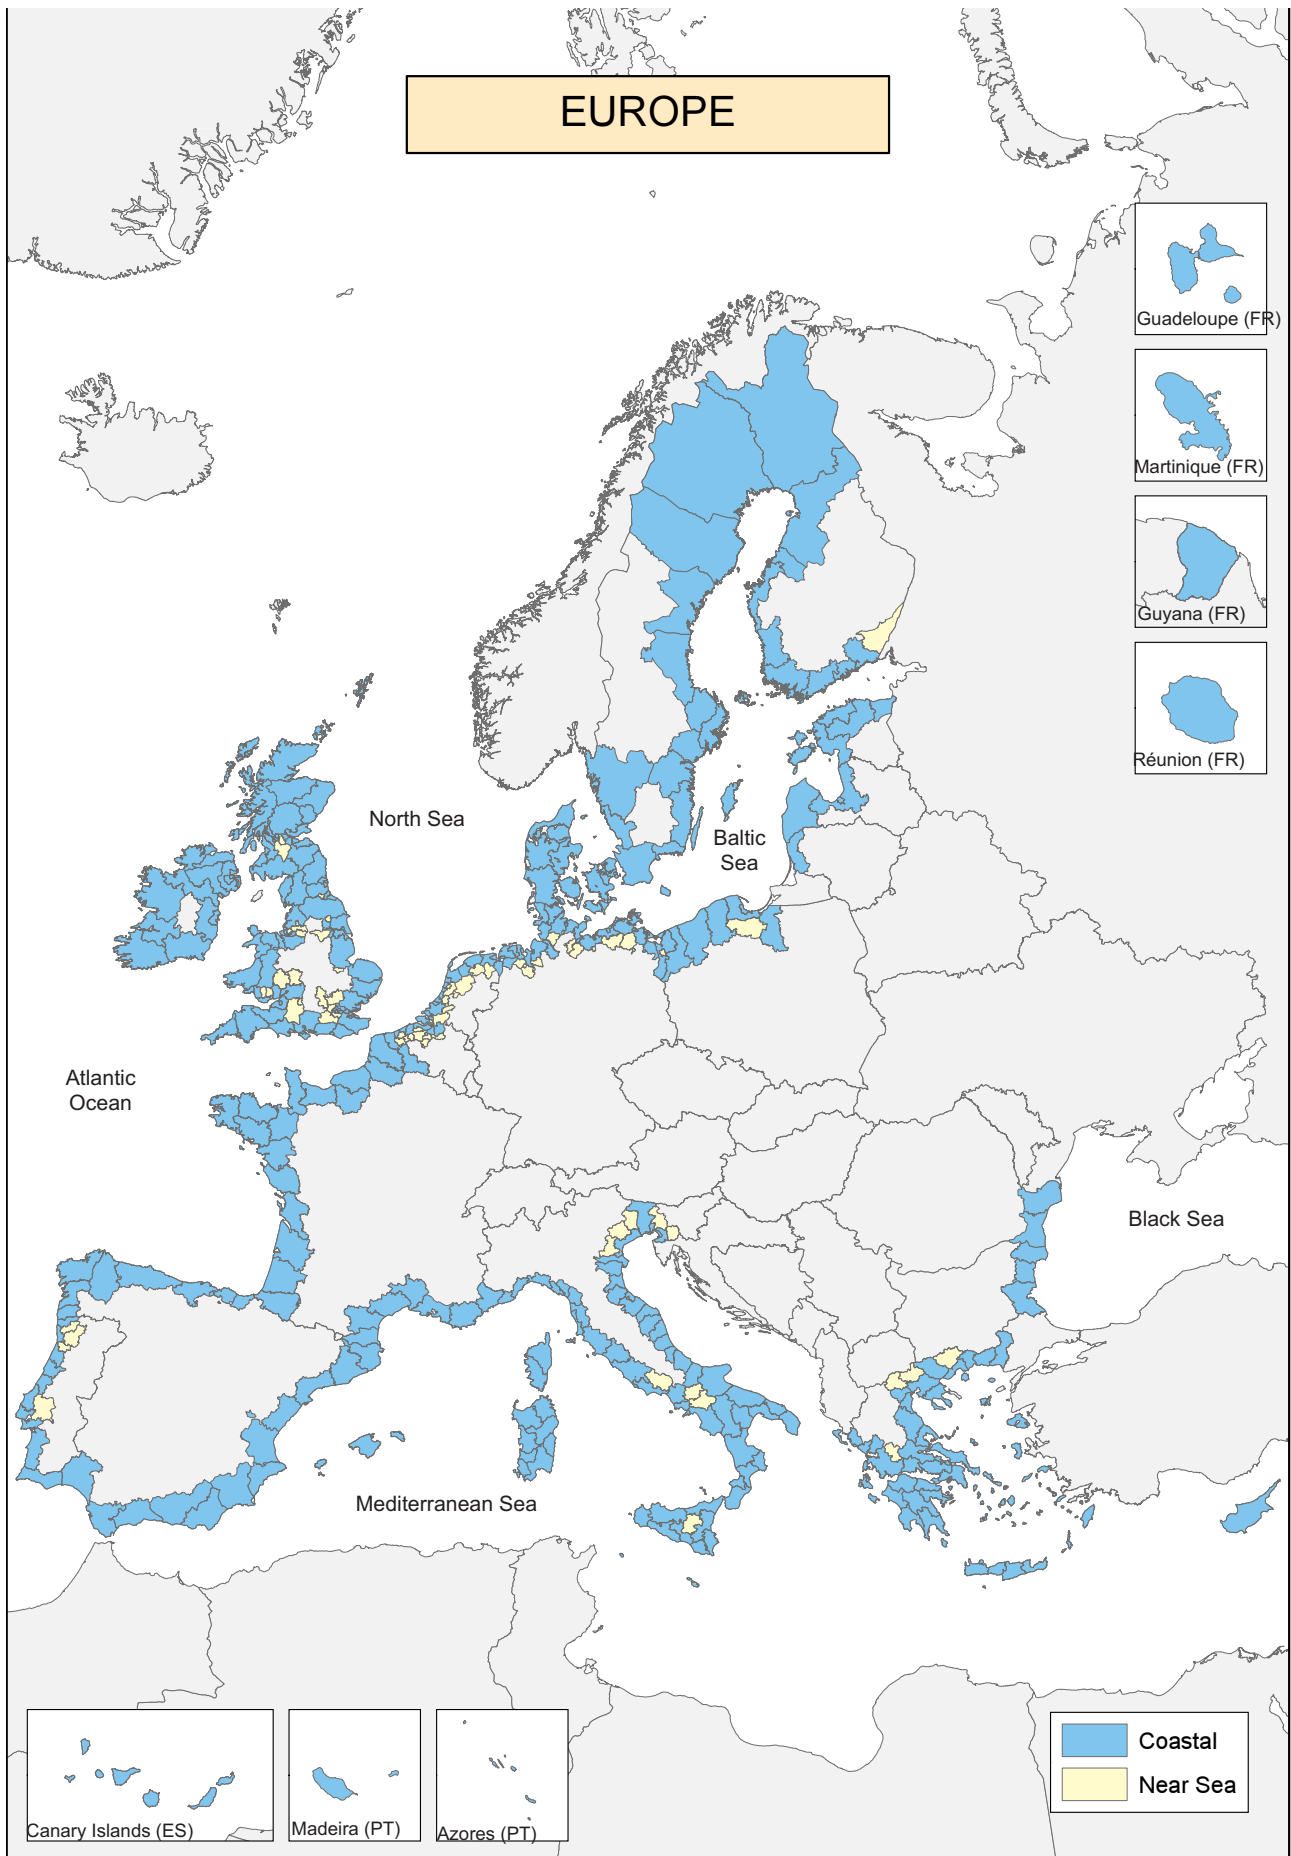 EUROPE
Guadeloupe (FR)
Martinique (FR)
Guyana (FR)
Réunion (FR)
North Sea
Baltic
Sea
Atlantic
Ocean
Black Sea
Mediterranean Sea
Canary Islands (ES)
Madeira (PT)
Azores (PT)
Coastal
Near Sea